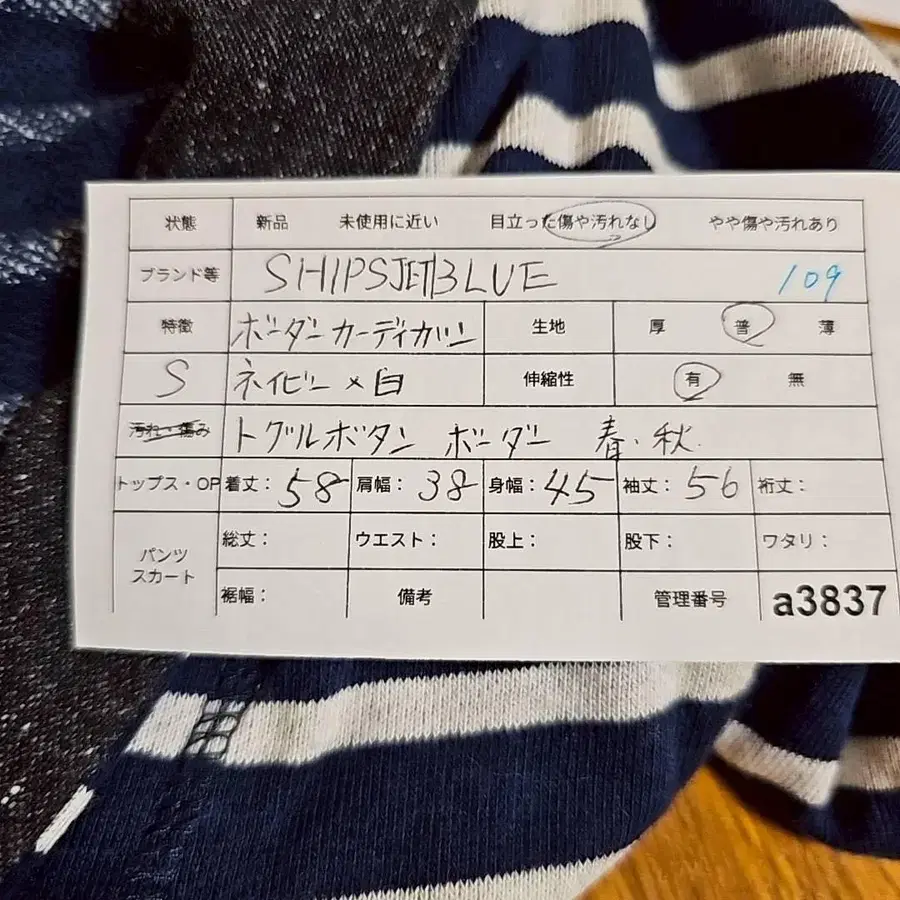 状態 新品 未使用に近い 目立った傷や汚れなし やや傷や汚れあり
ブランド等 SHIPSJETBLUE 109
特徴 ボーダーカーディガン 生地 厚 普 薄
S ネイビー×白 伸縮性 有 無
汚れ・傷み トグルボタン ボーダー 春・秋
トップス・OP 着丈:58 肩幅:38 身幅:45 袖丈:56 裄丈:
パンツ スカート 総丈: ウエスト: 股上: 股下: ワタリ:
裾幅: 備考 管理番号 a3837